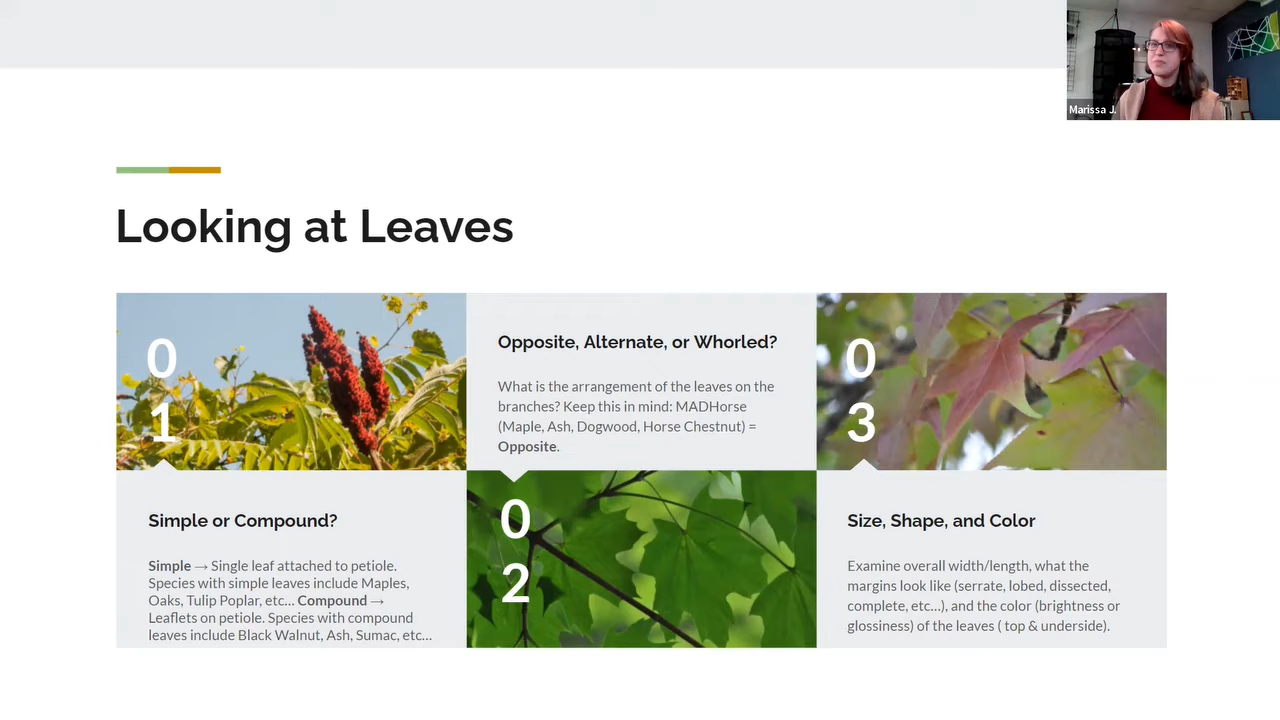 Marissa J.
Looking at Leaves
0
1
Simple or Compound?
Simple → Single leaf attached to petiole.
Species with simple leaves include Maples,
Oaks, Tulip Poplar, etc... Compound →
Leaflets on petiole. Species with compound
leaves include Black Walnut, Ash, Sumac, etc...
Opposite, Alternate, or Whorled?
What is the arrangement of the leaves on the
branches? Keep this in mind: MADHorse
(Maple, Ash, Dogwood, Horse Chestnut) =
Opposite.
0
2
0
3
Size, Shape, and Color
Examine overall width/length, what the
margins look like (serrate, lobed, dissected,
complete, etc...), and the color (brightness or
glossiness) of the leaves ( top & underside).